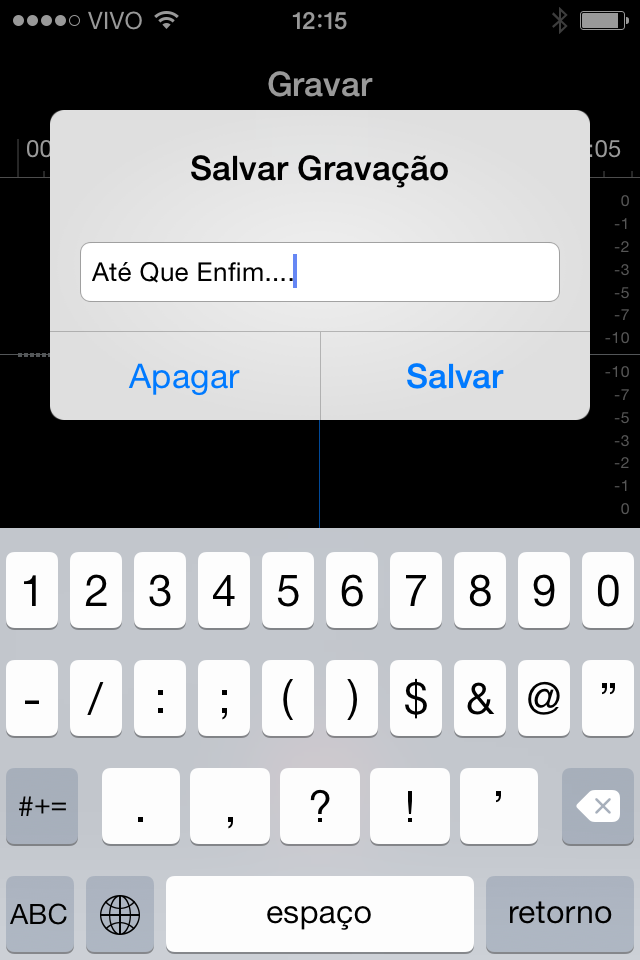 VIVO 12:15
Gravar
00 :05
Salvar Gravação
Até Que Enfim....
Apagar Salvar
0
-1
-2
-3
-5
-7
-10
-10
-7
-5
-3
-2
-1
0
1 2 3 4 5 6 7 8 9 0
- / : ; ( ) $ & @ ”
#+= . , ? ! ’
ABC espaço retorno